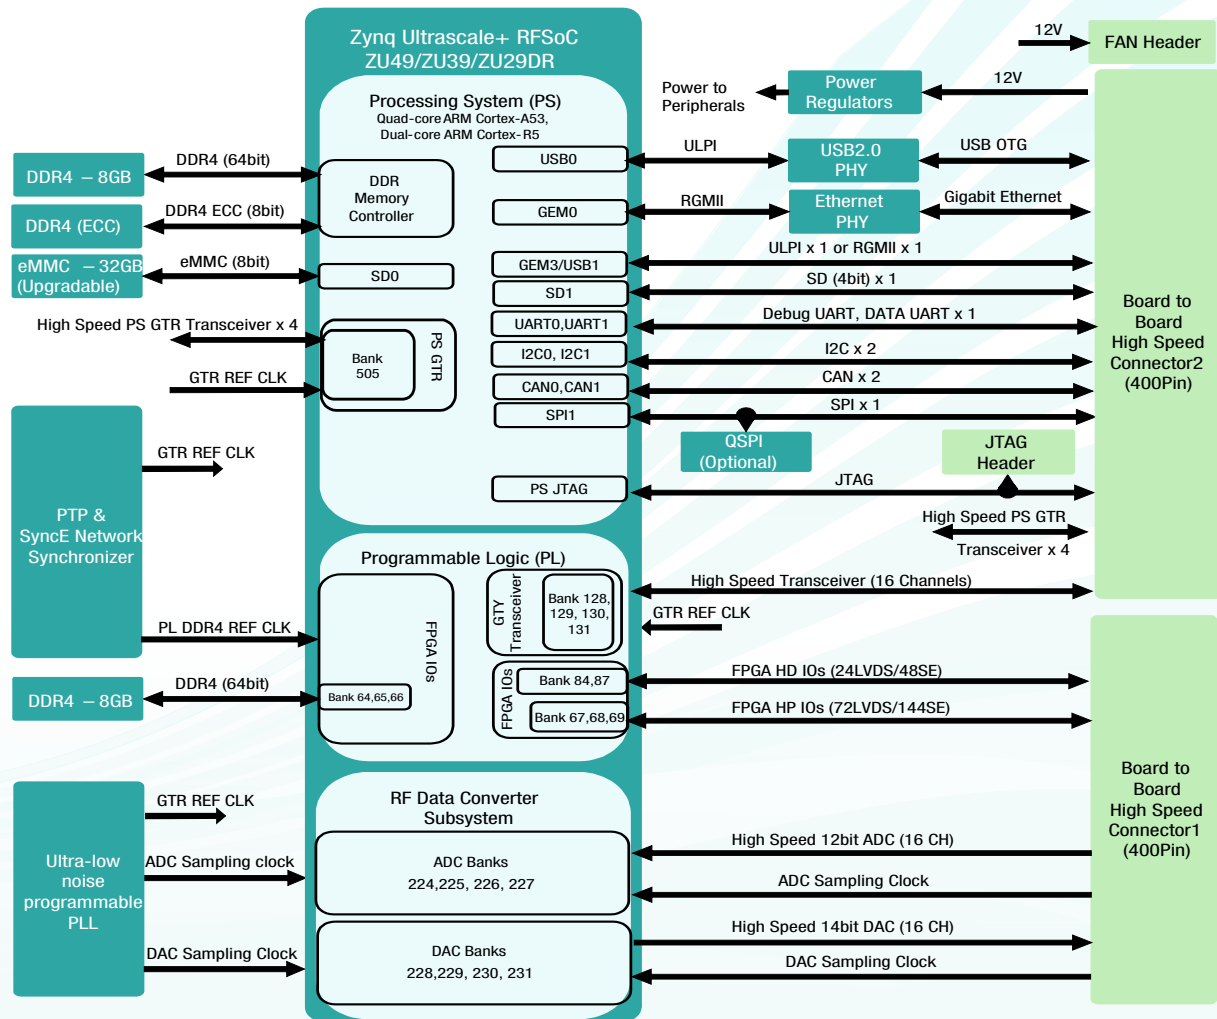 Zynq Ultrascale+ RFSoC
ZU49/ZU39/ZU29DR
12V
FAN Header
Processing System (PS)
Quad-core ARM Cortex-A53,
Dual-core ARM Cortex-R5
Power to
Peripherals
Power
Regulators
12V
DDR4 – 8GB
DDR4 (64bit)
DDR
Memory
Controller
USB0
ULPI
USB2.0
PHY
USB OTG
DDR4 (ECC)
DDR4 ECC (8bit)
GEM0
RGMII
Ethernet
PHY
Gigabit Ethernet
eMMC – 32GB
(Upgradable)
eMMC (8bit)
SD0
GEM3/USB1
ULPI x 1 or RGMII x 1
SD1
SD (4bit) x 1
High Speed PS GTR Transceiver x 4
UART0,UART1
Debug UART, DATA UART x 1
Bank
505
PS GTR
I2C0, I2C1
I2C x 2
GTR REF CLK
CAN0,CAN1
CAN x 2
SPI1
SPI x 1
Board to
Board
High Speed
Connector2
(400Pin)
QSPI
(Optional)
JTAG
Header
GTR REF CLK
PS JTAG
JTAG
PTP &
SyncE Network
Synchronizer
High Speed PS GTR
Transceiver x 4
Programmable Logic (PL)
GTY
Transceiver
Bank 128,
129, 130,
131
High Speed Transceiver (16 Channels)
GTR REF CLK
PL DDR4 REF CLK
FPGA IOs
DDR4 – 8GB
DDR4 (64bit)
Bank 64,65,66
FPGA IOs
Bank 84,87
FPGA HD IOs (24LVDS/48SE)
Bank 67,68,69
FPGA HP IOs (72LVDS/144SE)
Board to
Board
High Speed
Connector1
(400Pin)
RF Data Converter
Subsystem
GTR REF CLK
Ultra-low
noise
programmable
PLL
ADC Sampling clock
ADC Banks
224,225, 226, 227
High Speed 12bit ADC (16 CH)
ADC Sampling Clock
DAC Sampling Clock
DAC Banks
228,229, 230, 231
High Speed 14bit DAC (16 CH)
DAC Sampling Clock